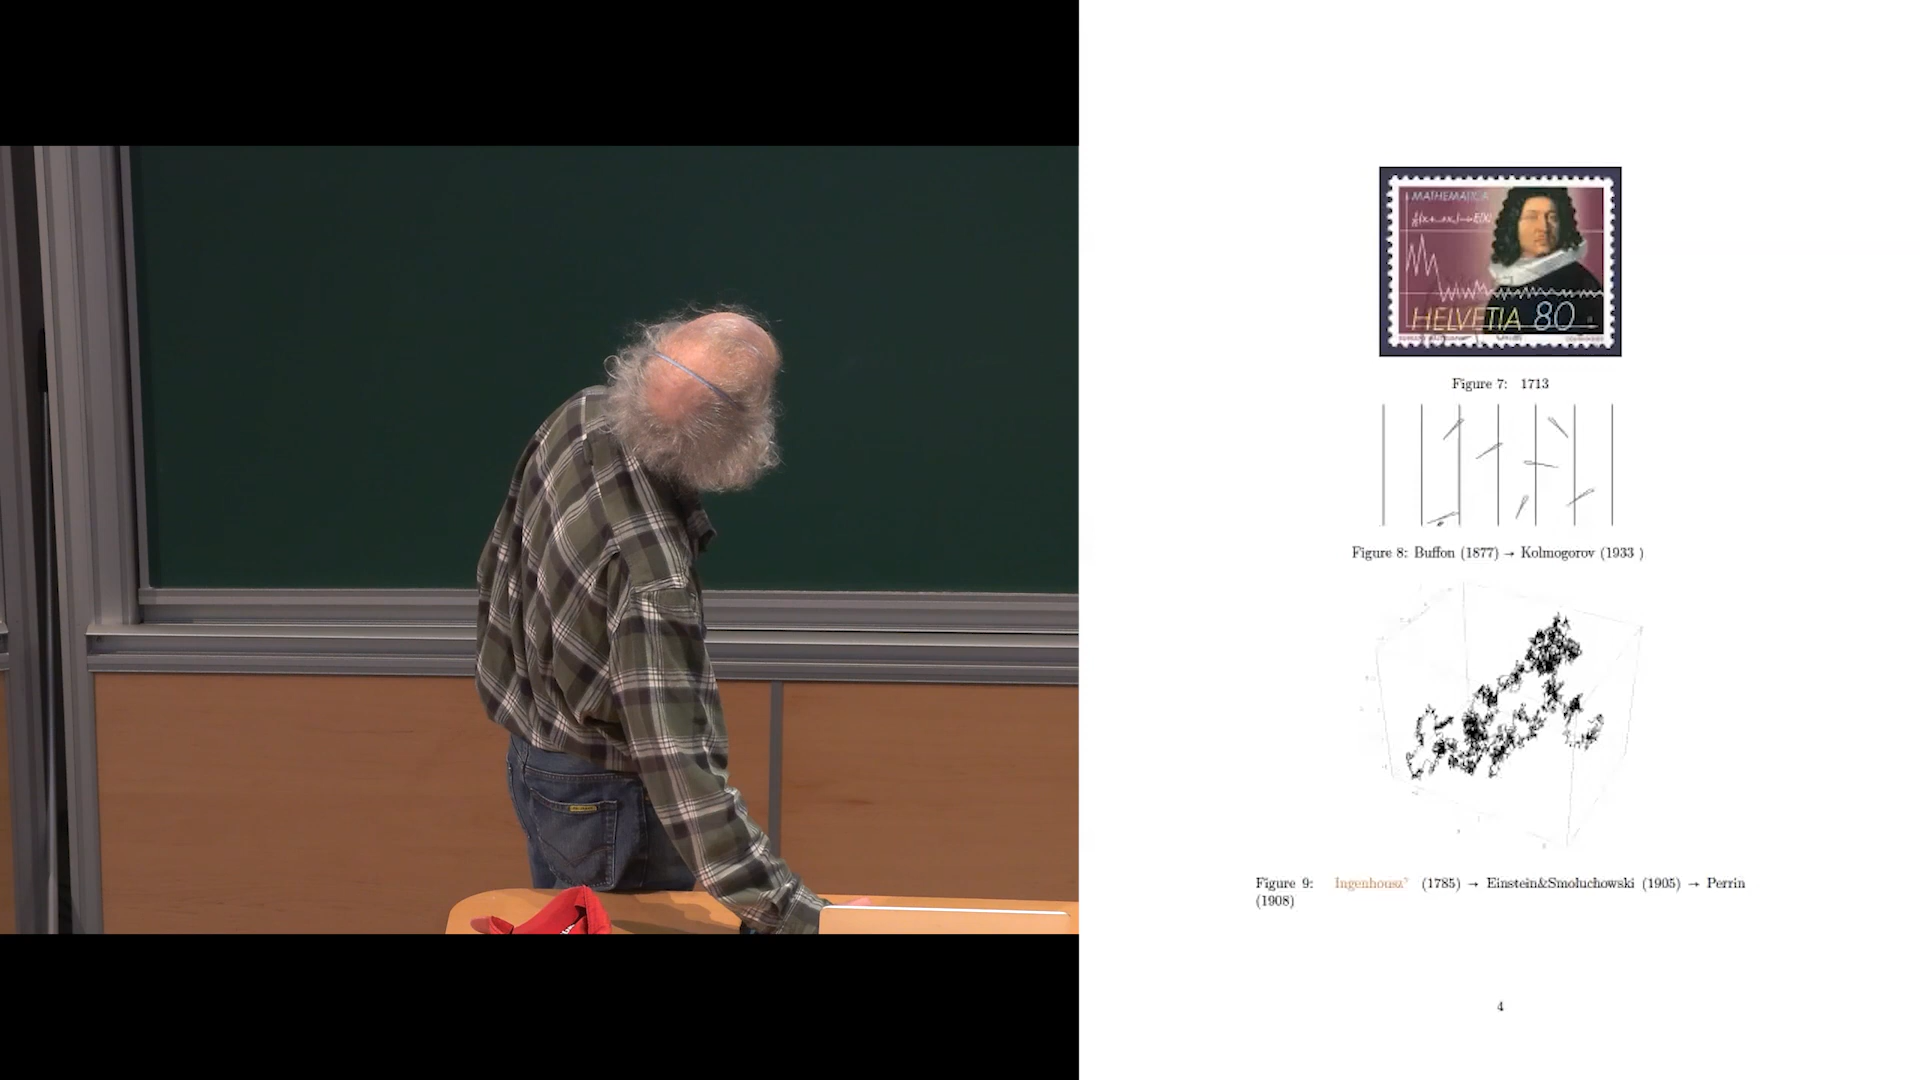 MATHEMATICA
HELVETIA 80
Figure 7: 1713
Figure 8: Buffon (1877) → Kolmogorov (1933 )
Figure 9: Ingenhousz? (1785) → Einstein&Smoluchowski (1905) → Perrin
(1908)
4